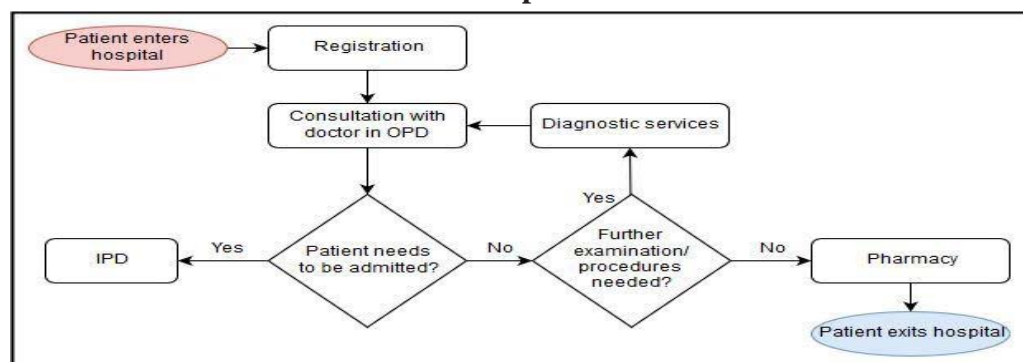 Patient enters
hospital
Registration
Consultation with
doctor in OPD
Diagnostic services
Yes
IPD
Yes
Patient needs
to be admitted?
No
Further
examination/
procedures
needed?
No
Pharmacy
Patient exits hospital